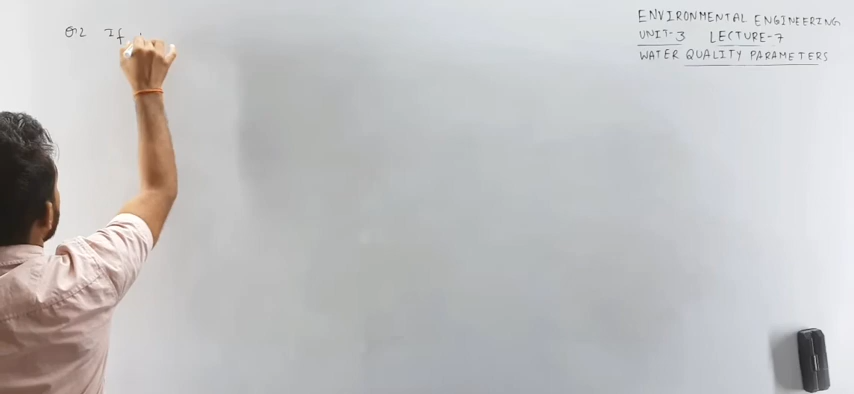 ENVIRONMENTAL ENGINEERING
UNIT-3 LECTURE-7
WATER QUALITY PARAMETERS
Q2 If